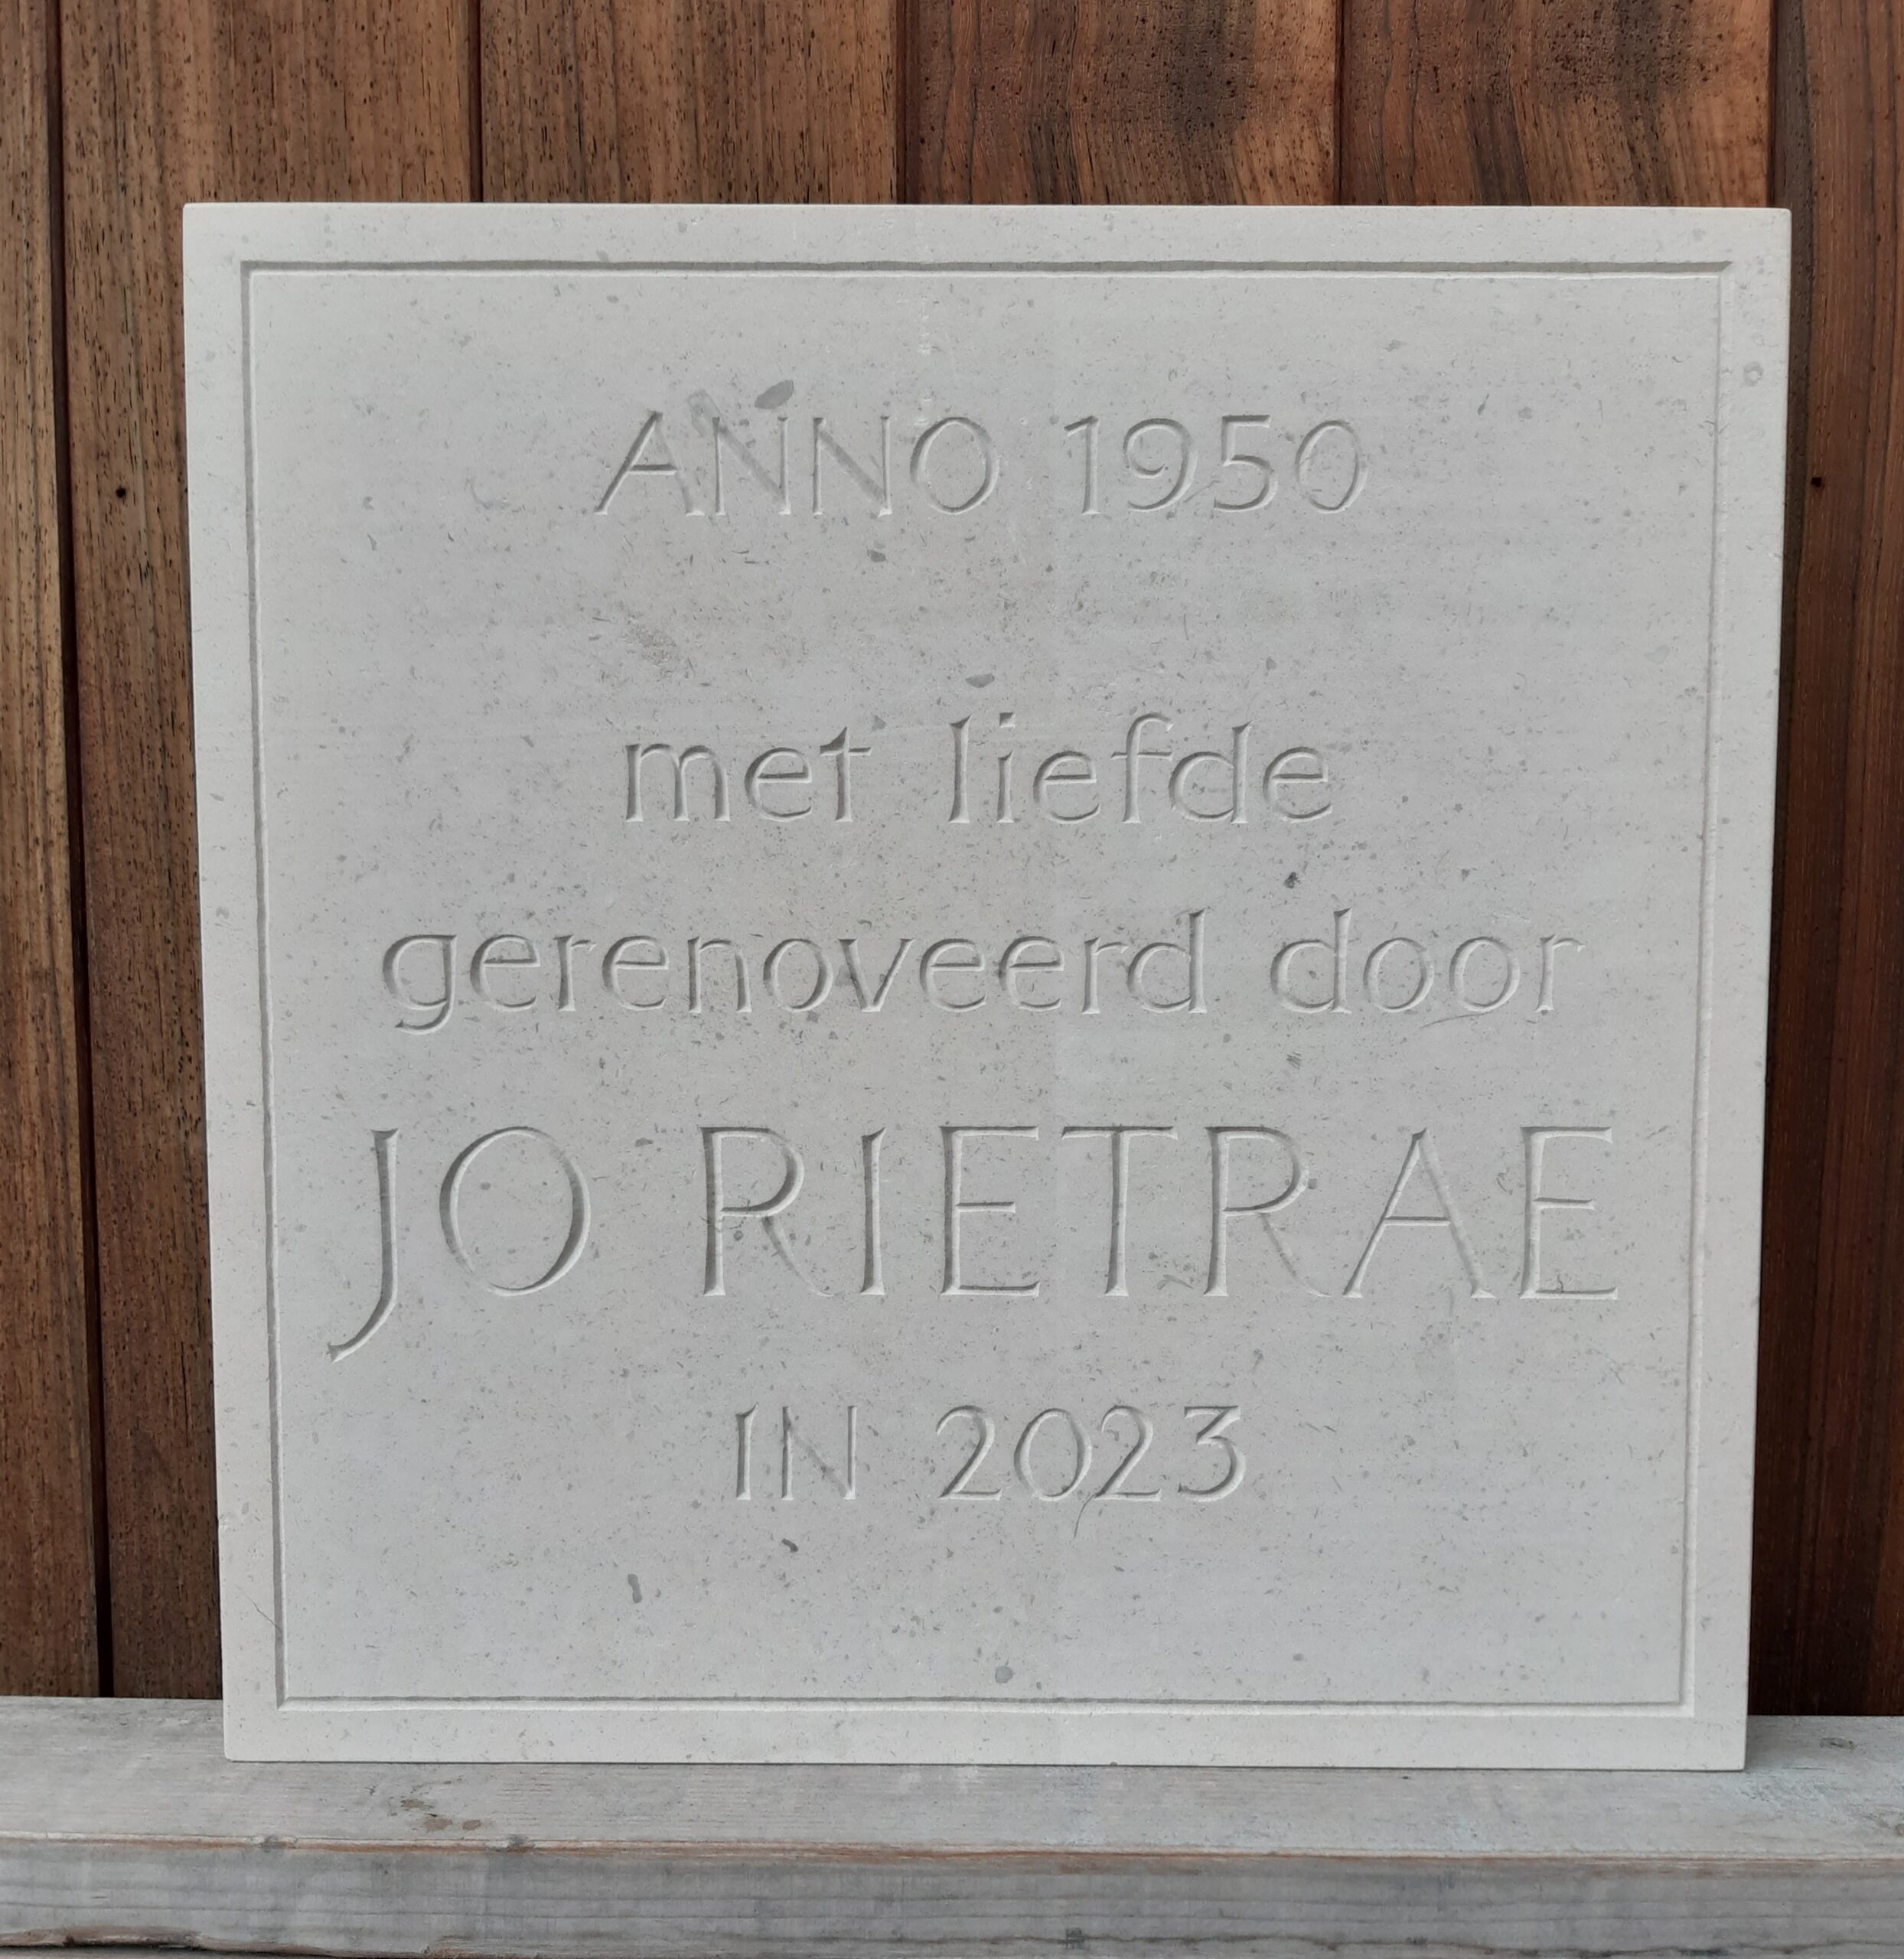 ANNO 1950
met liefde
gerenoveerd door
JO RIETRAE
IN 2023